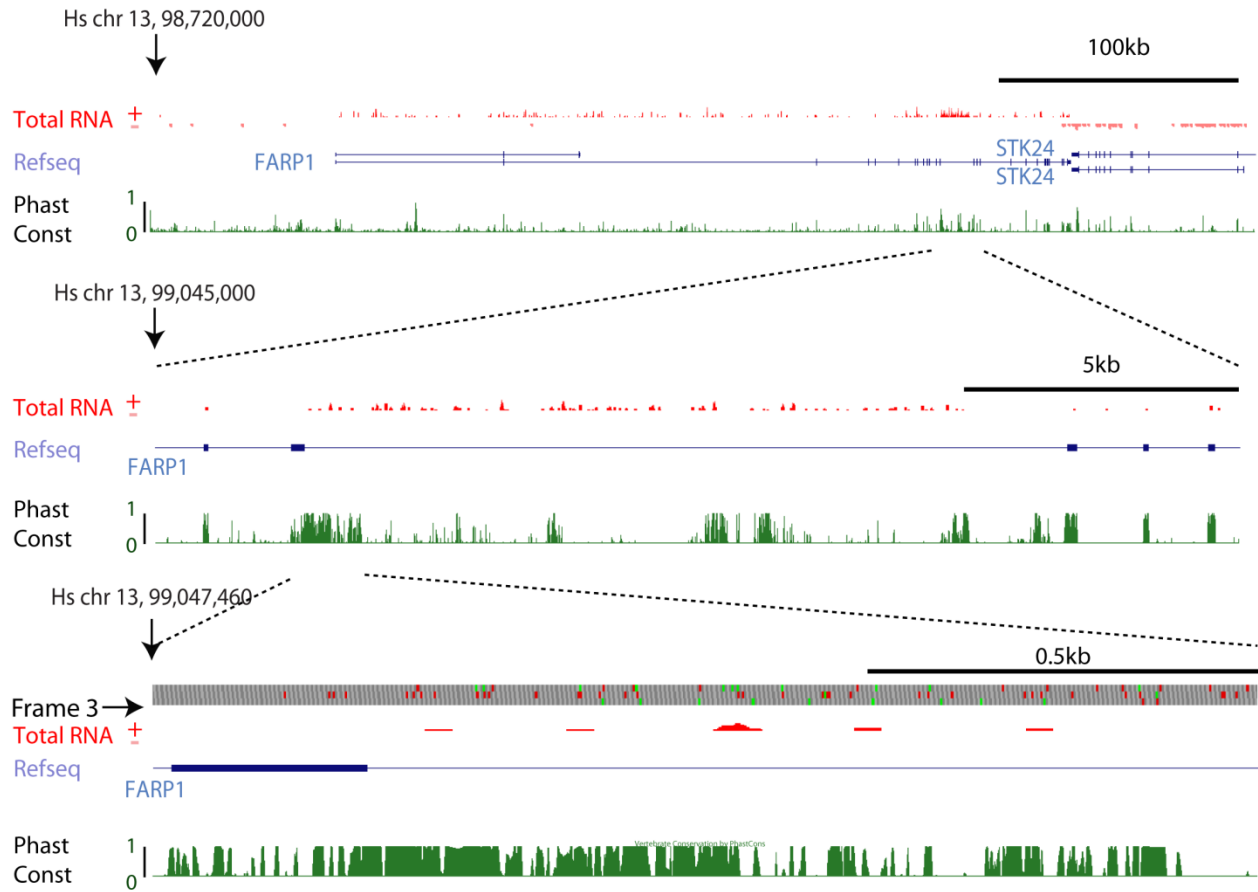 Hs chr 13, 98,720,000
100kb
Total RNA +
-
Refseq
FARP1
STK24
STK24
Phast
Const
1
0
Hs chr 13, 99,045,000
5kb
Total RNA +
-
Refseq
FARP1
Phast
Const
1
0
Hs chr 13, 99,047,460
0.5kb
Frame 3
Total RNA +
-
Refseq
FARP1
Phast
Const
1
0
Vertebrate Conservation by PhastCons